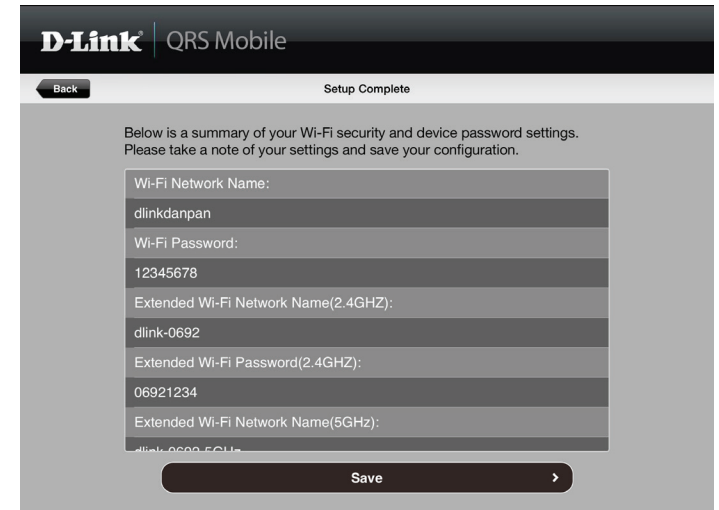 D-Link QRS Mobile
Back
Setup Complete
Below is a summary of your Wi-Fi security and device password settings.
Please take a note of your settings and save your configuration.
Wi-Fi Network Name:
dlinkdanpan
Wi-Fi Password:
12345678
Extended Wi-Fi Network Name(2.4GHZ):
dlink-0692
Extended Wi-Fi Password(2.4GHZ):
06921234
Extended Wi-Fi Network Name(5GHz):
dlink-0692-5GHz
Save